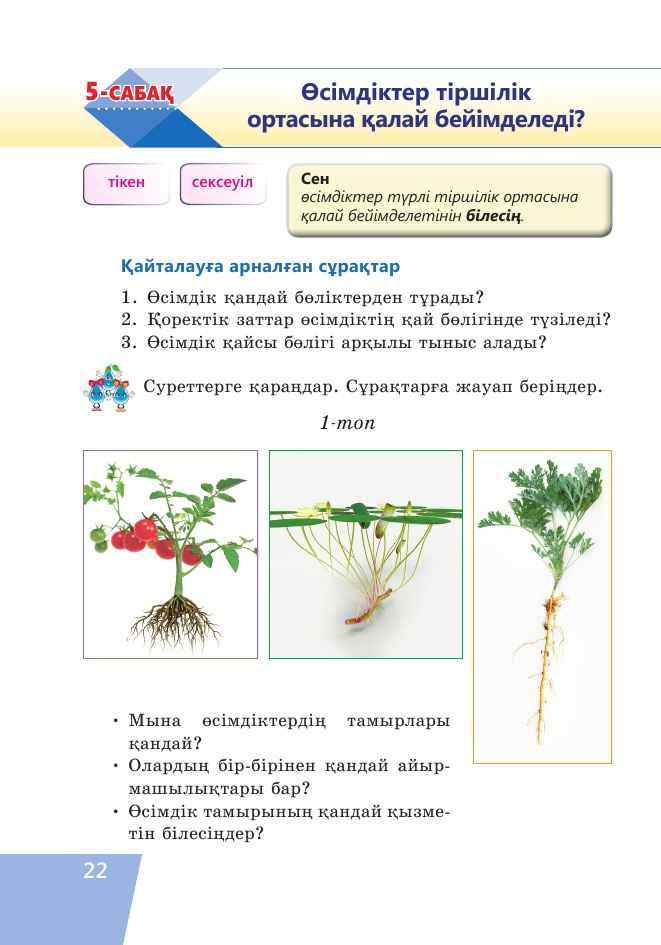 5-САБАҚ
Өсімдіктер тіршілік
ортасына қалай бейімделеді?
тікен
сексеуіл
Сен
өсімдіктер түрлі тіршілік ортасына
қалай бейімделетінін білесің.
Қайталауға арналған сұрақтар
1. Өсімдік қандай бөліктерден тұрады?
2. Қоректік заттар өсімдіктің қай бөлігінде түзіледі?
3. Өсімдік қайсы бөлігі арқылы тыныс алады?
Суреттерге қараңдар. Сұрақтарға жауап беріңдер.
1-топ
• Мына өсімдіктердің тамырлары
қандай?
• Олардың бір-бірінен қандай айыр-
машылықтары бар?
• Өсімдік тамырының қандай қызме-
тін білесіңдер?
22